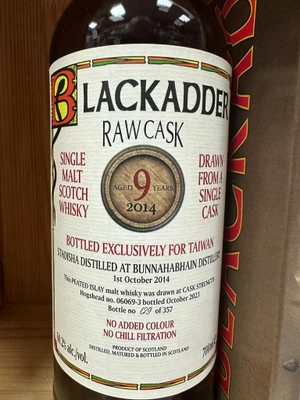 BLACKADDER
RAW CASK
SINGLE MALT SCOTCH WHISKY
AGED 9 YEARS
2014
DRAWN FROM A SINGLE CASK
BOTTLED EXCLUSIVELY FOR TAIWAN
STAOISHA DISTILLED AT BUNNAHABHAIN DISTILLERY
1st October 2014
This PEATED ISLAY malt whisky was drawn at CASK STRENGTH
Hogshead no. 06069-3 bottled October 2023
Bottle no of 357
NO ADDED COLOUR
NO CHILL FILTRATION
PRODUCT OF SCOTLAND
DISTILLED, MATURED & BOTTLED IN SCOTLAND
alc./vol.
BLACKAD